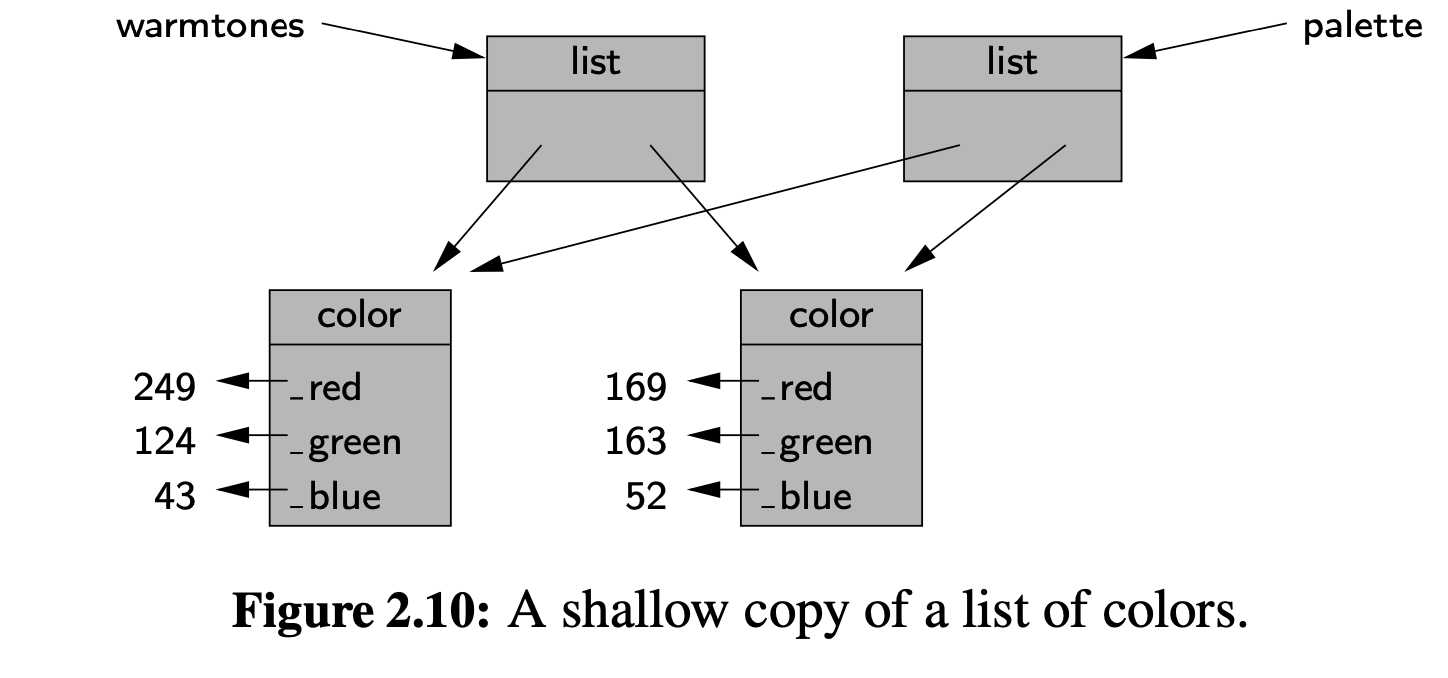 warmtones
palette
list
list
color
color
249
_red
169
_red
124
_green
163
_green
43
_blue
52
_blue
Figure 2.10: A shallow copy of a list of colors.